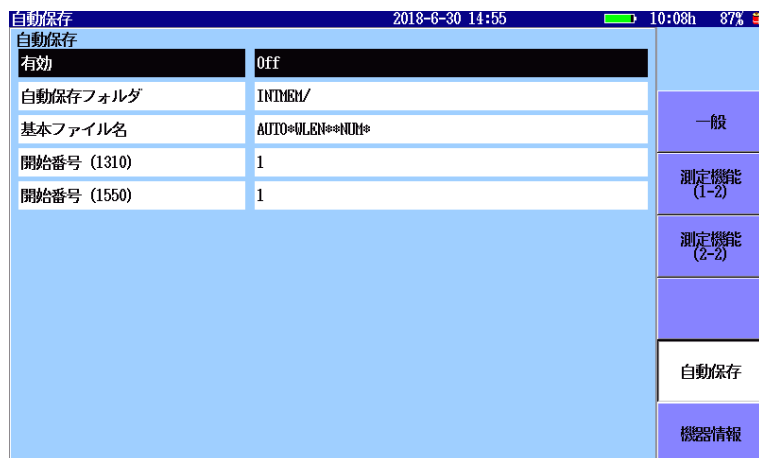 自動保存 2018-6-30 14:55 10:08h 87%
自動保存
有効 Off
自動保存フォルダ INTMEM/
基本ファイル名 AUTO*WLEN**NUM*
開始番号 (1310) 1
開始番号 (1550) 1
一般
測定機能
(1-2)
測定機能
(2-2)
自動保存
機器情報